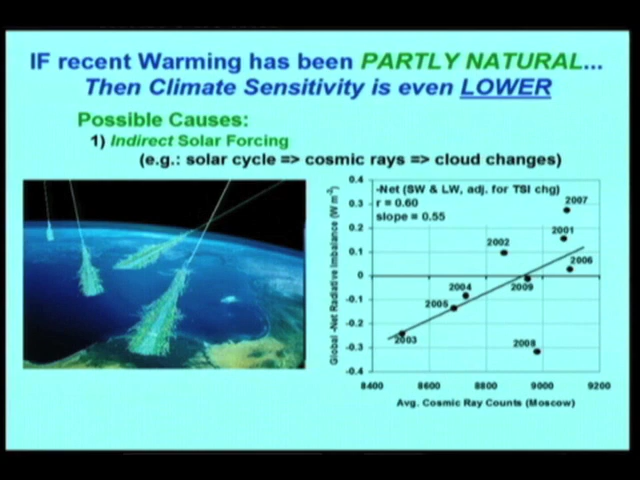 IF recent Warming has been PARTLY NATURAL...
Then Climate Sensitivity is even LOWER
Possible Causes:
1) Indirect Solar Forcing
(e.g.: solar cycle => cosmic rays => cloud changes)
-Net (SW & LW, adj. for TSI chg)
r = 0.60
slope = 0.55
Global -Net Radiative Imbalance (W m-2)
0.4
0.3
0.2
0.1
0
-0.1
-0.2
-0.3
-0.4
2007
2001
2002
2006
2009
2004
2005
2003
2008
8400 8600 8800 9000 9200
Avg. Cosmic Ray Counts (Moscow)